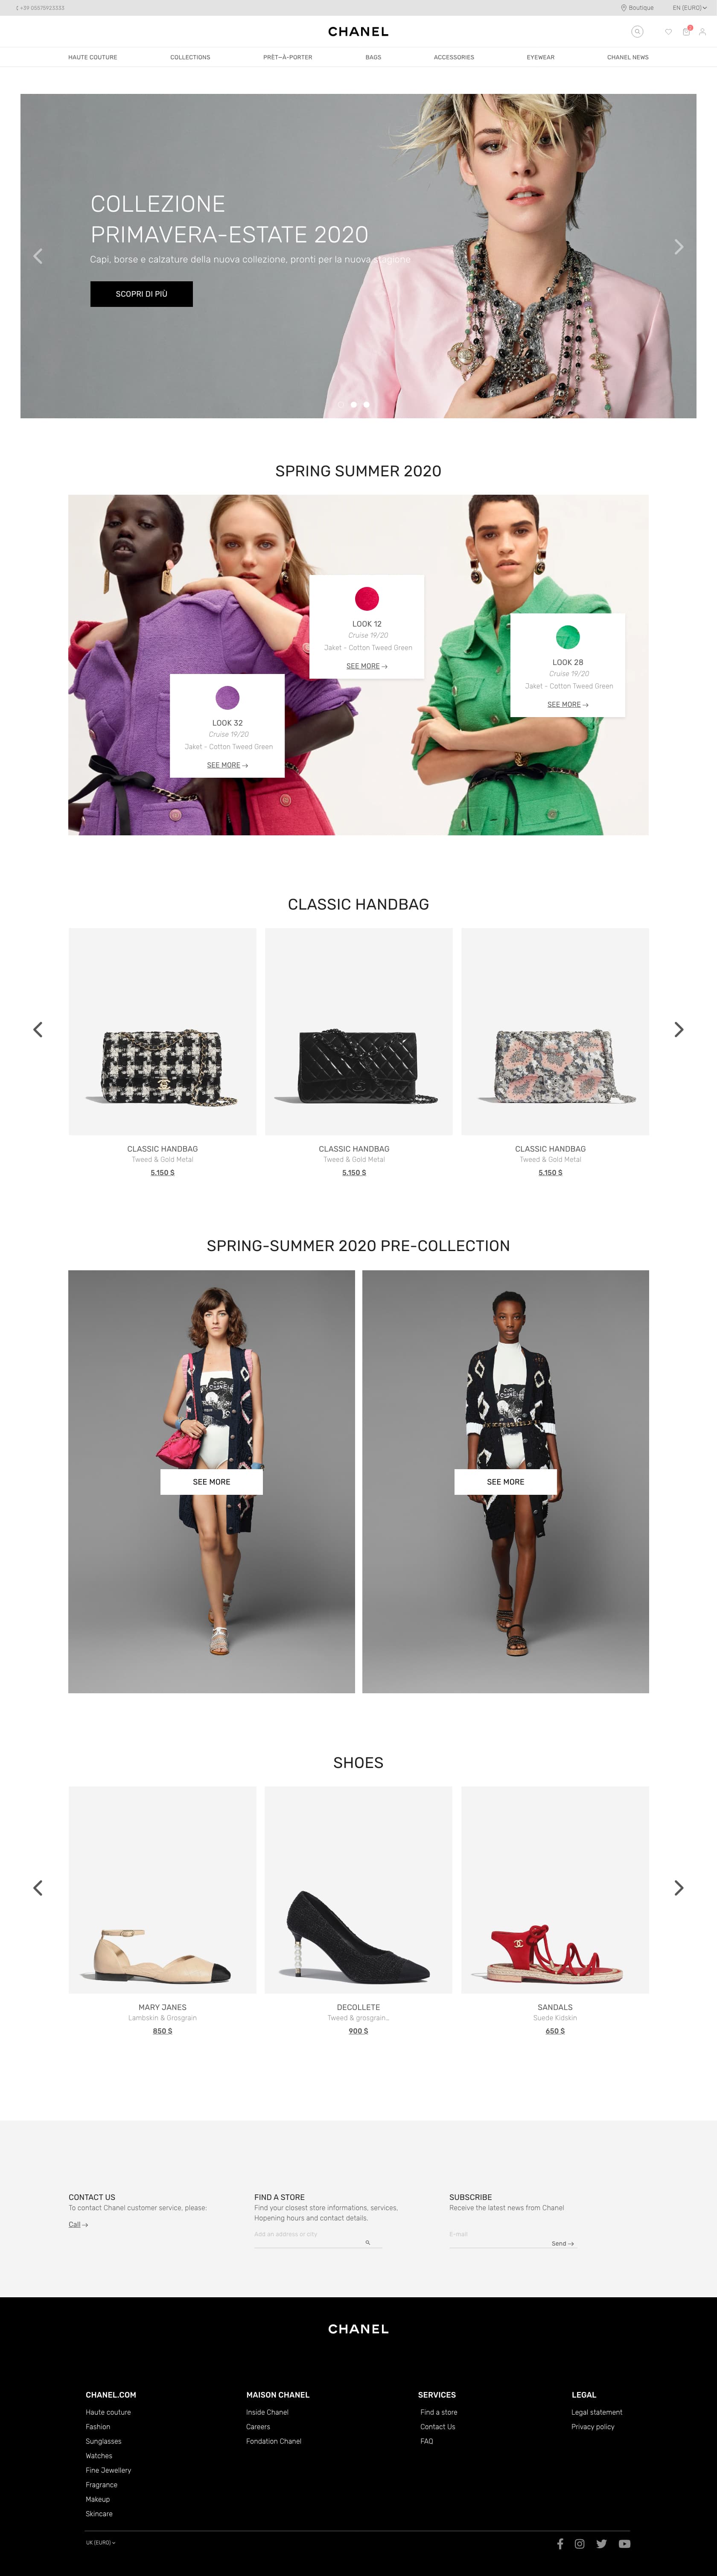 +39 05575923333
Boutique
EN (EURO)
CHANEL
HAUTE COUTURE
COLLECTIONS
PRÊT—À-PORTER
BAGS
ACCESSORIES
EYEWEAR
CHANEL NEWS
COLLEZIONE
PRIMAVERA-ESTATE 2020
Capi, borse e calzature della nuova collezione, pronti per la nuova stagione
SCOPRI DI PIÙ
SPRING SUMMER 2020
LOOK 12
Cruise 19/20
Jaket - Cotton Tweed Green
SEE MORE
LOOK 28
Cruise 19/20
Jaket - Cotton Tweed Green
SEE MORE
LOOK 32
Cruise 19/20
Jaket - Cotton Tweed Green
SEE MORE
CLASSIC HANDBAG
CLASSIC HANDBAG
Tweed & Gold Metal
5.150 $
CLASSIC HANDBAG
Tweed & Gold Metal
5.150 $
CLASSIC HANDBAG
Tweed & Gold Metal
5.150 $
SPRING-SUMMER 2020 PRE-COLLECTION
SEE MORE
SEE MORE
SHOES
MARY JANES
Lambskin & Grosgrain
850 $
DECOLLETE
Tweed & grosgrain...
900 $
SANDALS
Suede Kidskin
650 $
CONTACT US
To contact Chanel customer service, please:
Call
FIND A STORE
Find your closest store informations, services,
Hopening hours and contact details.
Add an address or city
SUBSCRIBE
Receive the latest news from Chanel
E-mail
Send
CHANEL
CHANEL.COM
Haute couture
Fashion
Sunglasses
Watches
Fine Jewellery
Fragrance
Makeup
Skincare
MAISON CHANEL
Inside Chanel
Careers
Fondation Chanel
SERVICES
Find a store
Contact Us
FAQ
LEGAL
Legal statement
Privacy policy
UK (EURO)